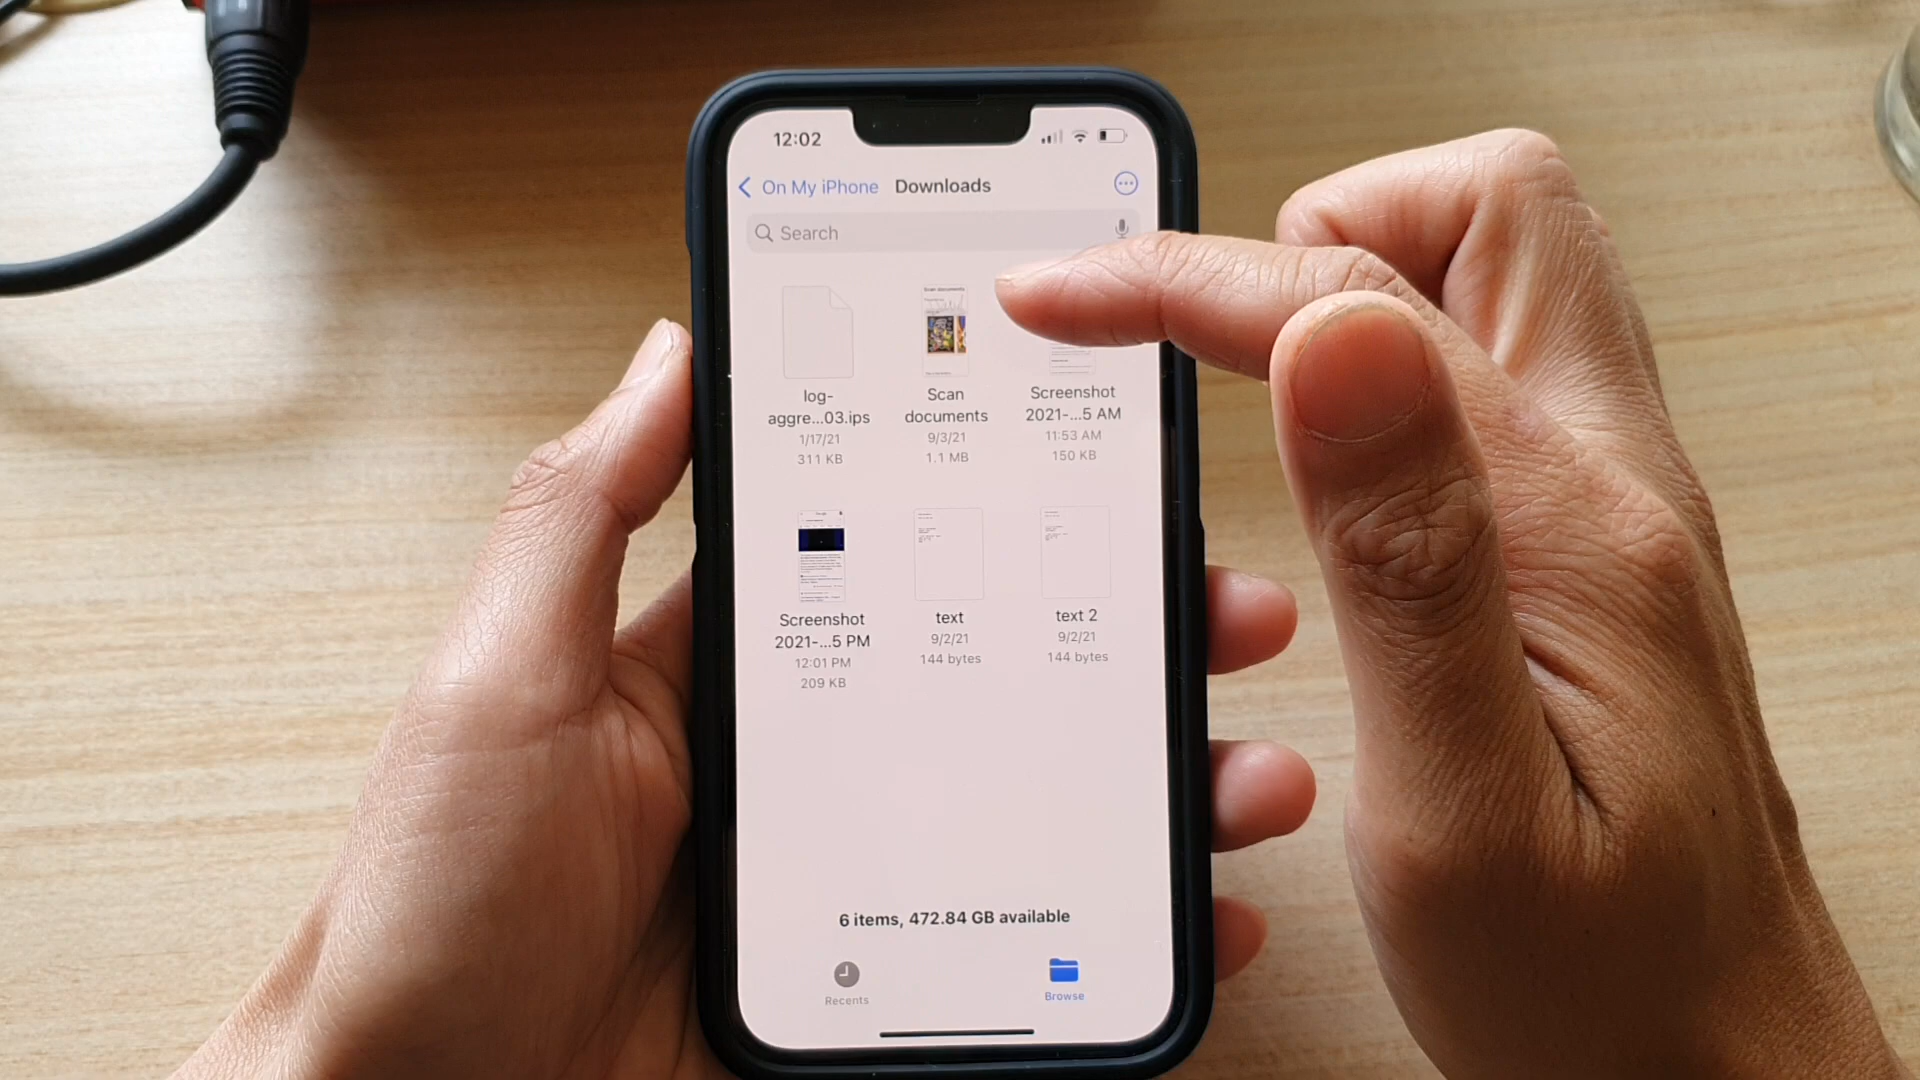 12:02
On My iPhone Downloads
Search
Scan documents
log-
aggre...03.ips
1/17/21
311 KB
Scan
documents
9/3/21
1.1 MB
Screenshot
2021-...5 AM
11:53 AM
150 KB
Screenshot
2021-...5 PM
12:01 PM
209 KB
text
9/2/21
144 bytes
text 2
9/2/21
144 bytes
6 items, 472.84 GB available
Recents
Browse